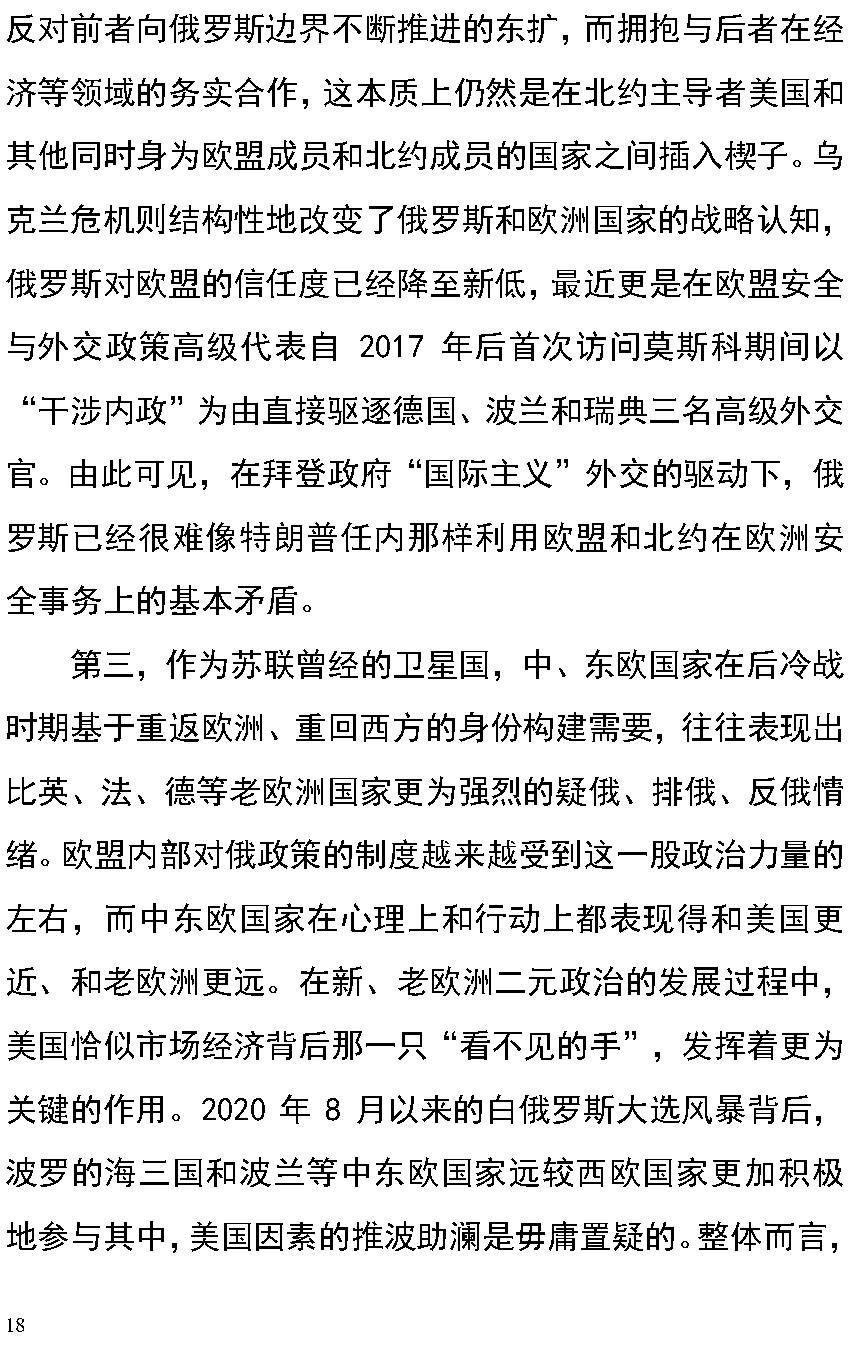 反对前者向俄罗斯边界不断推进的东扩，而拥抱与后者在经
济等领域的务实合作，这本质上仍然是在北约主导者美国和
其他同时身为欧盟成员和北约成员的国家之间插入楔子。乌
克兰危机则结构性地改变了俄罗斯和欧洲国家的战略认知，
俄罗斯对欧盟的信任度已经降至新低，最近更是在欧盟安全
与外交政策高级代表自 2017 年后首次访问莫斯科期间以
“干涉内政”为由直接驱逐德国、波兰和瑞典三名高级外交
官。由此可见，在拜登政府“国际主义”外交的驱动下，俄
罗斯已经很难像特朗普任内那样利用欧盟和北约在欧洲安
全事务上的基本矛盾。
第三，作为苏联曾经的卫星国，中、东欧国家在后冷战
时期基于重返欧洲、重回西方的身份构建需要，往往表现出
比英、法、德等老欧洲国家更为强烈的疑俄、排俄、反俄情
绪。欧盟内部对俄政策的制度越来越受到这一股政治力量的
左右，而中东欧国家在心理上和行动上都表现得和美国更
近、和老欧洲更远。在新、老欧洲二元政治的发展过程中，
美国恰似市场经济背后那一只“看不见的手”，发挥着更为
关键的作用。2020 年 8 月以来的白俄罗斯大选风暴背后，
波罗的海三国和波兰等中东欧国家远较西欧国家更加积极
地参与其中，美国因素的推波助澜是毋庸置疑的。整体而言，
18